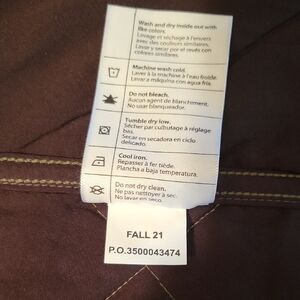 Wash and dry inside out with
like colors.
Lavage et séchage à l'envers
avec des couleurs similaires.
Lavar y secar por el revés con
colores similares.
Machine wash cold.
Laver à la machine à l'eau froide.
Lavar a máquina con agua fría.
Do not bleach.
Aucun agent de blanchiment.
No usar blanqueador.
Tumble dry low.
Sécher par culbutage à réglage
bas.
Secar en secadora en ciclo
delicado.
Cool iron.
Repasser à fer tiède.
Plancha a baja temperatura.
Do not dry clean.
Ne pas nettoyer à sec.
No lavar en seco.
FALL 21
P.O.3500043474